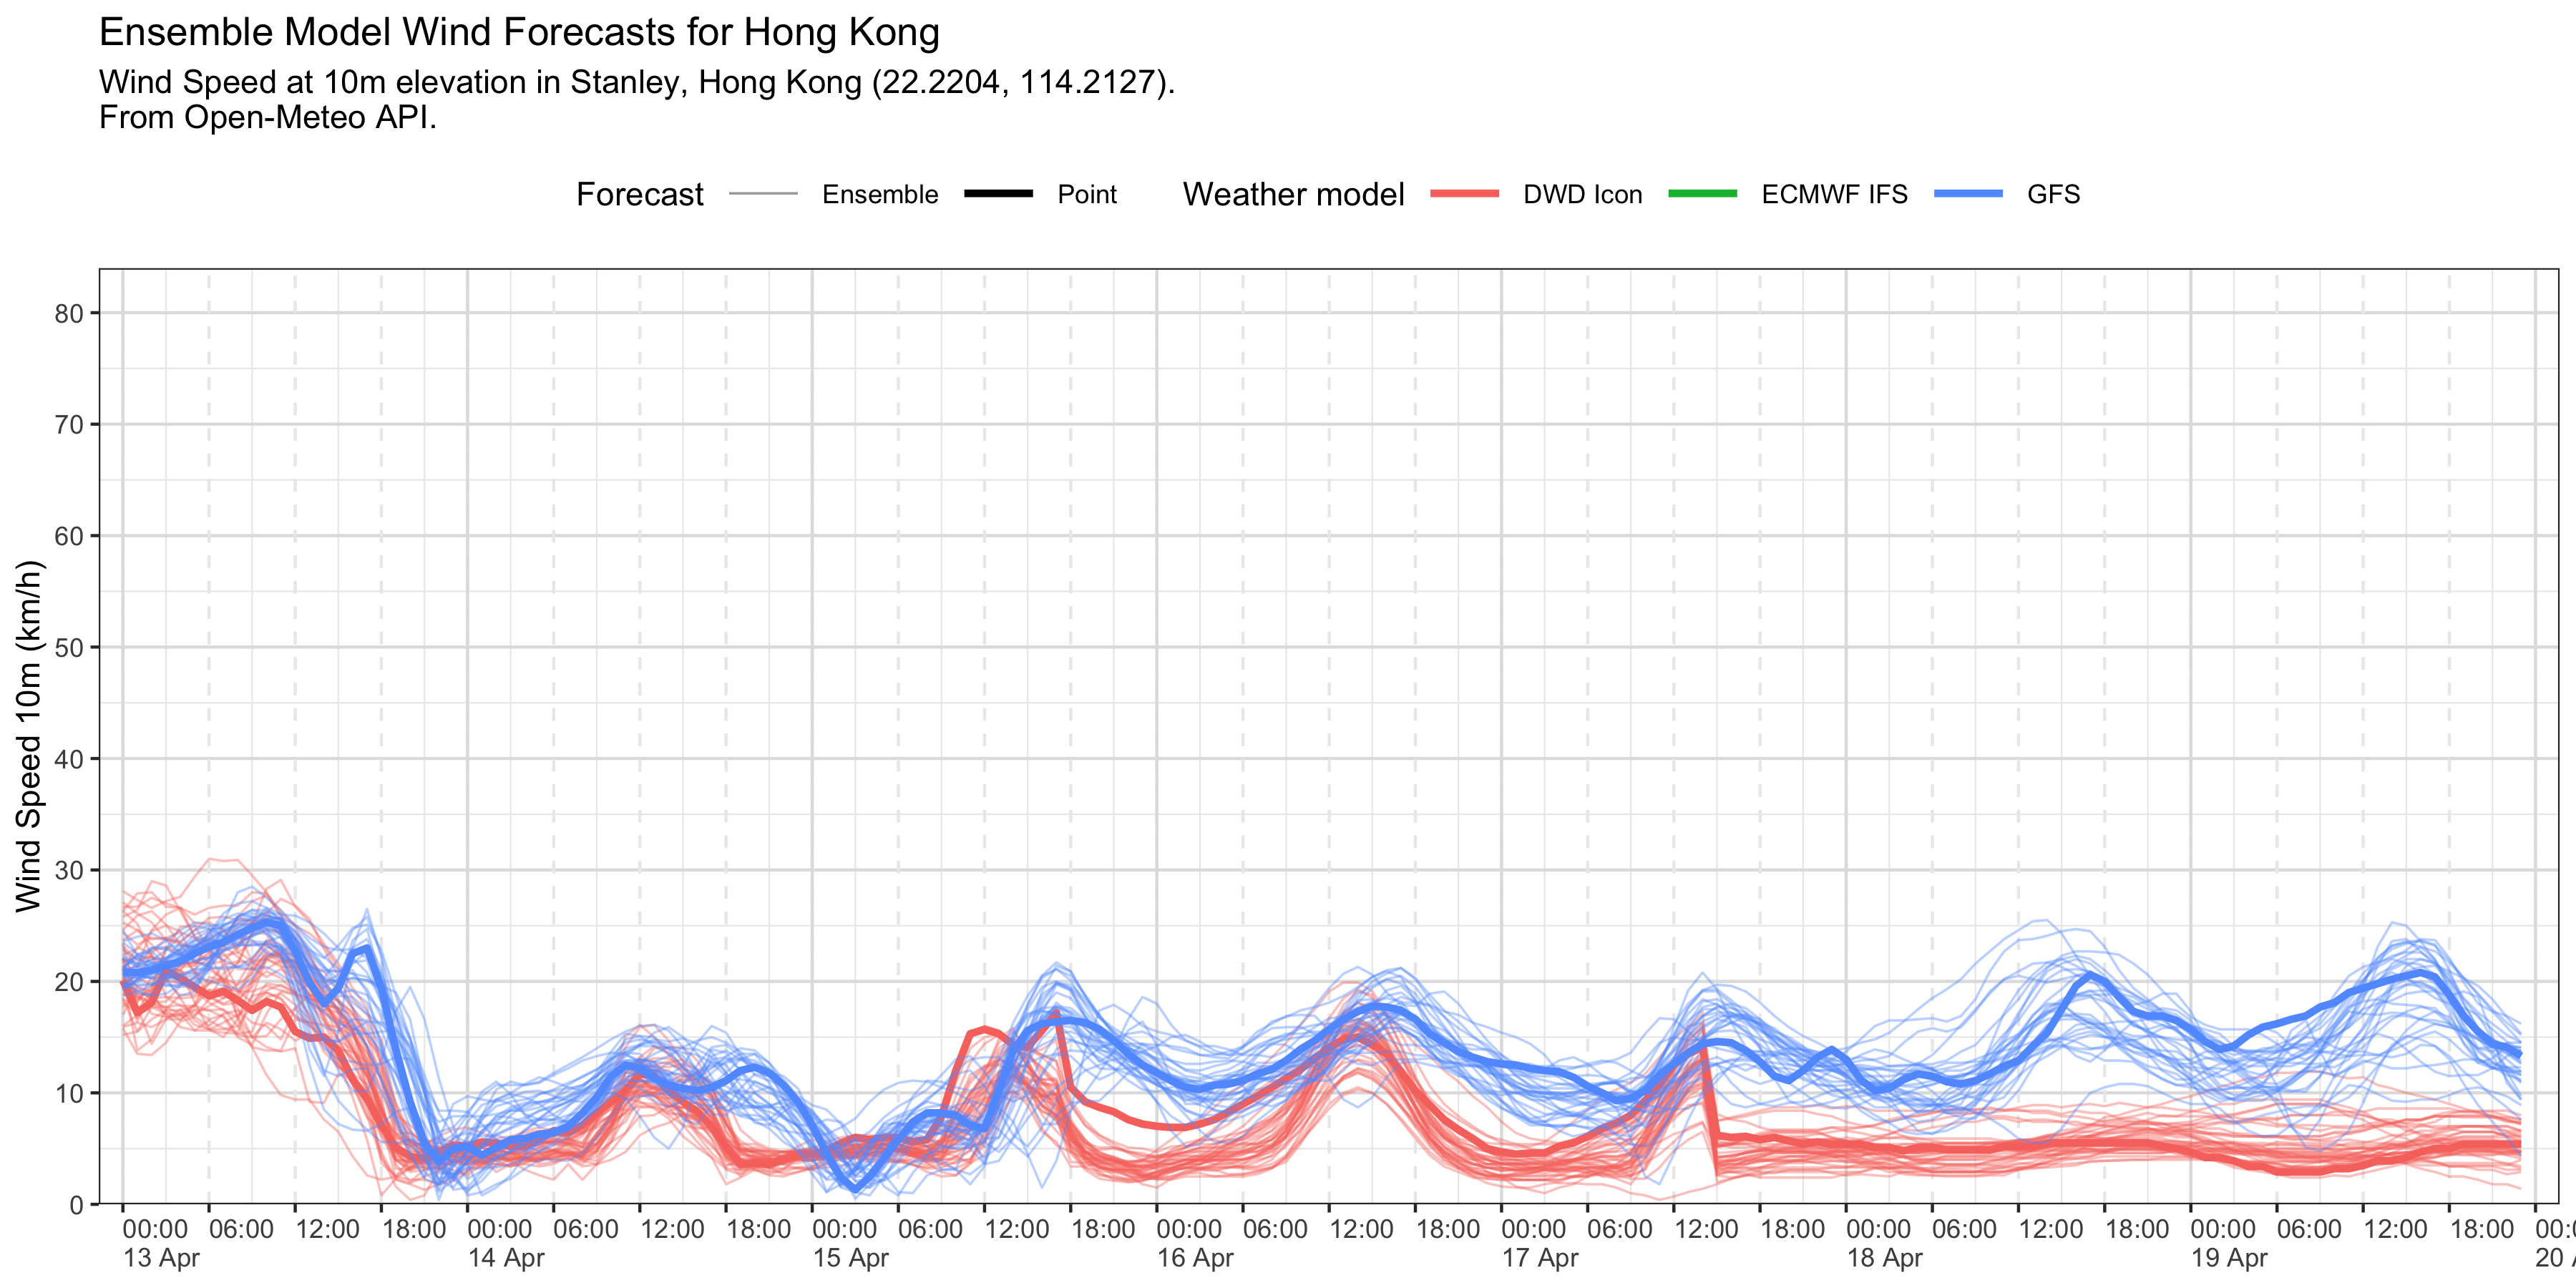 Ensemble Model Wind Forecasts for Hong Kong
Wind Speed at 10m elevation in Stanley, Hong Kong (22.2204, 114.2127).
From Open-Meteo API.
Forecast Ensemble Point Weather model DWD Icon ECMWF IFS GFS
Wind Speed 10m (km/h)
80
70
60
50
40
30
20
10
0
00:00 06:00 12:00 18:00 00:00 06:00 12:00 18:00 00:00 06:00 12:00 18:00 00:00 06:00 12:00 18:00 00:00 06:00 12:00 18:00 00:00 06:00 12:00 18:00 00:00 06:00 12:00 18:00
13 Apr 14 Apr 15 Apr 16 Apr 17 Apr 18 Apr 19 Apr 20